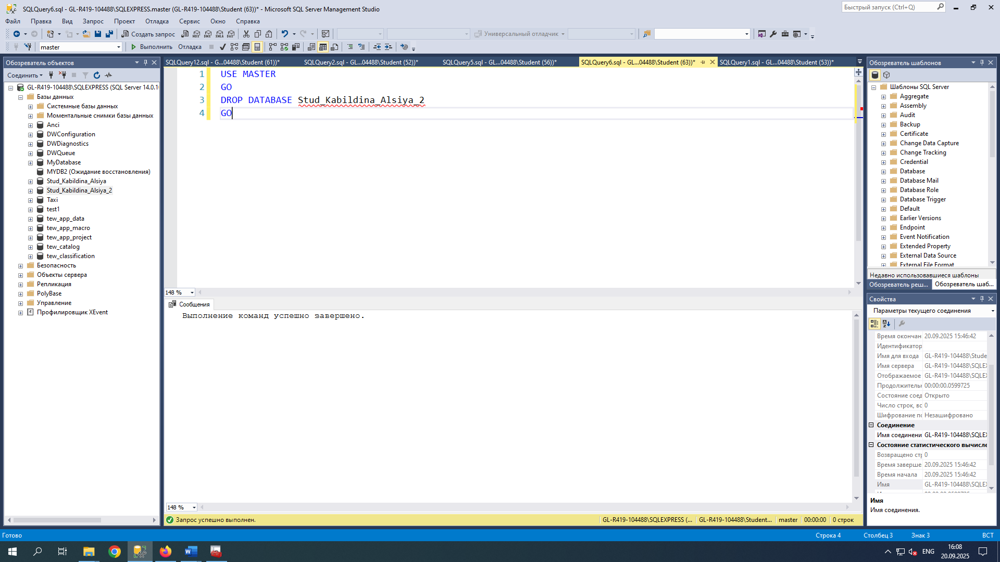 SQLQuery6.sql - GL-R419-104488\SQLEXPRESS.master (GL-R419-104488\Student (63))* - Microsoft SQL Server Management Studio
Быстрый запуск (Ctrl+Q)
Файл Правка Вид Запрос Проект Отладка Сервис Окно Справка
Создать запрос
MDX DMX XMLA DAX
Универсальный отладчик
master
Выполнить Отладка
Обозреватель объектов
Соединить
GL-R419-104488\SQLEXPRESS (SQL Server 14.0.1
Базы данных
Системные базы данных
Моментальные снимки базы данных
Anci
DWConfiguration
DWDiagnostics
DWQueue
MyDatabase
MYDB2 (Ожидание восстановления)
Stud_Kabildina_Alsiya
Stud_Kabildina_Alsiya_2
Taxi
test1
tew_app_data
tew_app_macro
tew_app_project
tew_catalog
tew_classification
Безопасность
Объекты сервера
Репликация
PolyBase
Управление
Профилировщик XEvent
SQLQuery12.sql - G...04488\Student (61))*
SQLQuery2.sql - GL...04488\Student (52))*
SQLQuery5.sql - GL...04488\Student (56))*
SQLQuery6.sql - GL...04488\Student (63))*
SQLQuery1.sql - GL...04488\Student (53))*
1 USE MASTER
2 GO
3 DROP DATABASE Stud_Kabildina_Alsiya_2
4 GO
148 %
Сообщения
Выполнение команд успешно завершено.
148 %
Запрос успешно выполнен.
GL-R419-104488\SQLEXPRESS (...
GL-R419-104488\Student...
master
00:00:00
0 строк
Обозреватель шаблонов
Шаблоны SQL Server
Aggregate
Assembly
Audit
Backup
Certificate
Change Data Capture
Change Tracking
Credential
Database
Database Mail
Database Role
Database Trigger
Default
Earlier Versions
Endpoint
Event Notification
Extended Property
External Data Source
External File Format
Недавно использовавшиеся шаблоны
Обозреватель реш...
Обозреватель шаб...
Свойства
Параметры текущего соединения
Время окончан 20.09.2025 15:46:42
Идентификатор
Имя для входа GL-R419-104488\Stude
Имя сервера GL-R419-104488\SQLEX
Отображаемое GL-R419-104488\SQLEX
Продолжительн 00:00:00.0599725
Состояние соед Открыто
Число строк, вс 0
Шифрование по Незашифровано
Соединение
Имя соединени GL-R419-104488\SQLEX
Состояние статистического вычисле
Возвращено стр 0
Время заверше 20.09.2025 15:46:42
Время начала 20.09.2025 15:46:42
Имя GL-R419-104488\SQLEX
Имя
Имя соединения.
Готово
Строка 4
Столбец 3
Знак 3
ВСТ
ENG
16:08
20.09.2025